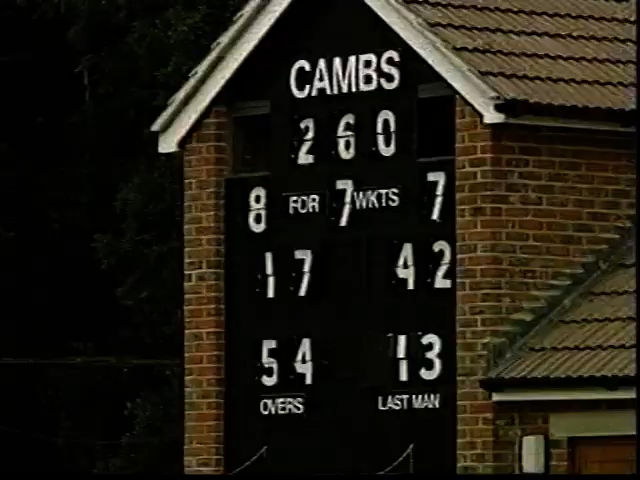 CAMBS
260
8 FOR 7 WKTS 7
17 42
54 13
OVERS LAST MAN